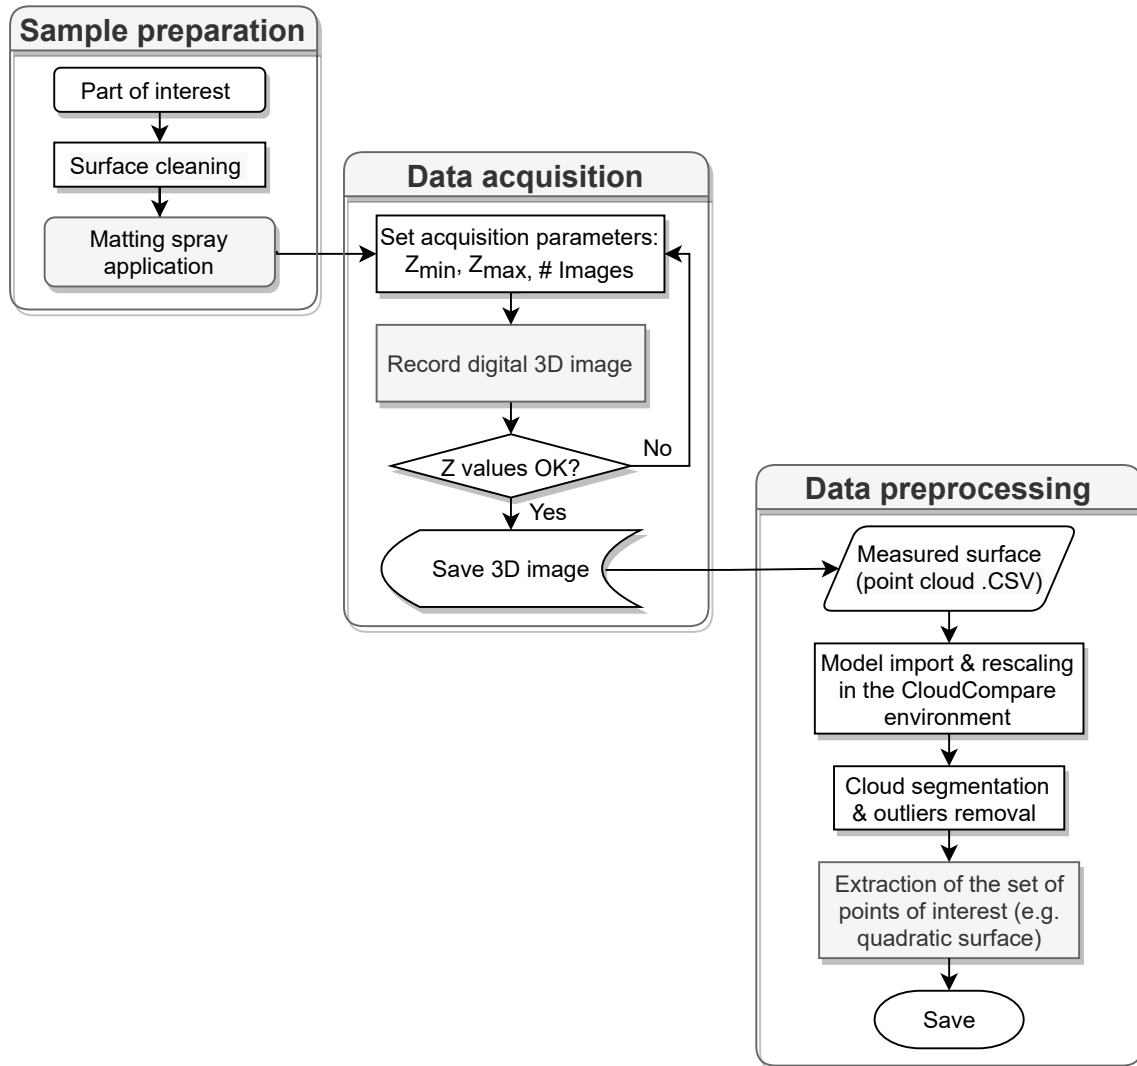 Sample preparation
Part of interest
Surface cleaning
Matting spray
application
Data acquisition
Set acquisition parameters:
Zmin, Zmax, # Images
Record digital 3D image
Z values OK?
No
Yes
Save 3D image
Data preprocessing
Measured surface
(point cloud .CSV)
Model import & rescaling
in the CloudCompare
environment
Cloud segmentation
& outliers removal
Extraction of the set of
points of interest (e.g.
quadratic surface)
Save